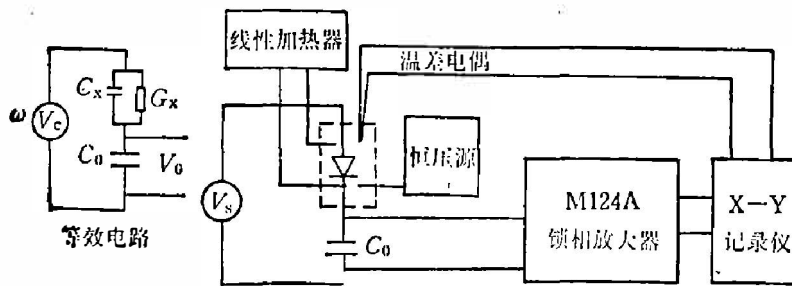 线性加热器
温差电偶
Cx
Gx
ω
Vc
C₀
V₀
恒压源
Vs
M124A
锁相放大器
X-Y
记录仪
C₀
等效电路